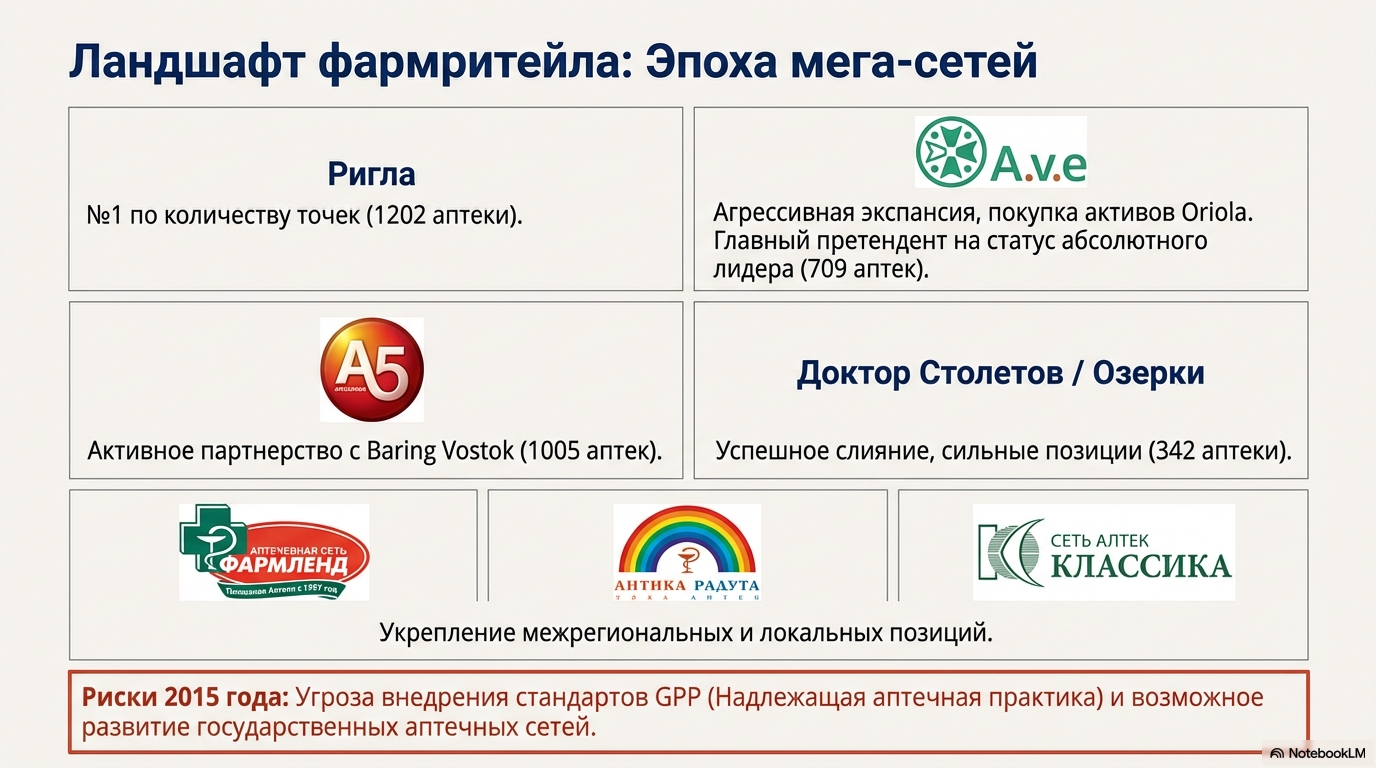 Ландшафт фармритейла: Эпоха мега-сетей
Ригла
№1 по количеству точек (1202 аптеки).
A.v.e
Агрессивная экспансия, покупка активов Oriola.
Главный претендент на статус абсолютного
лидера (709 аптек).
A5
Активное партнерство с Baring Vostok (1005 аптек).
Доктор Столетов / Озерки
Успешное слияние, сильные позиции (342 аптеки).
АПТЕЧЕВНАЯ СЕТЬ
ФАРМЛЕНД
с 1997 год
АНТИКА РАДУТА
СЕТЬ АЛТЕК
КЛАССИКА
Укрепление межрегиональных и локальных позиций.
Риски 2015 года: Угроза внедрения стандартов GPP (Надлежащая аптечная практика) и возможное
развитие государственных аптечных сетей.
NotebookLM